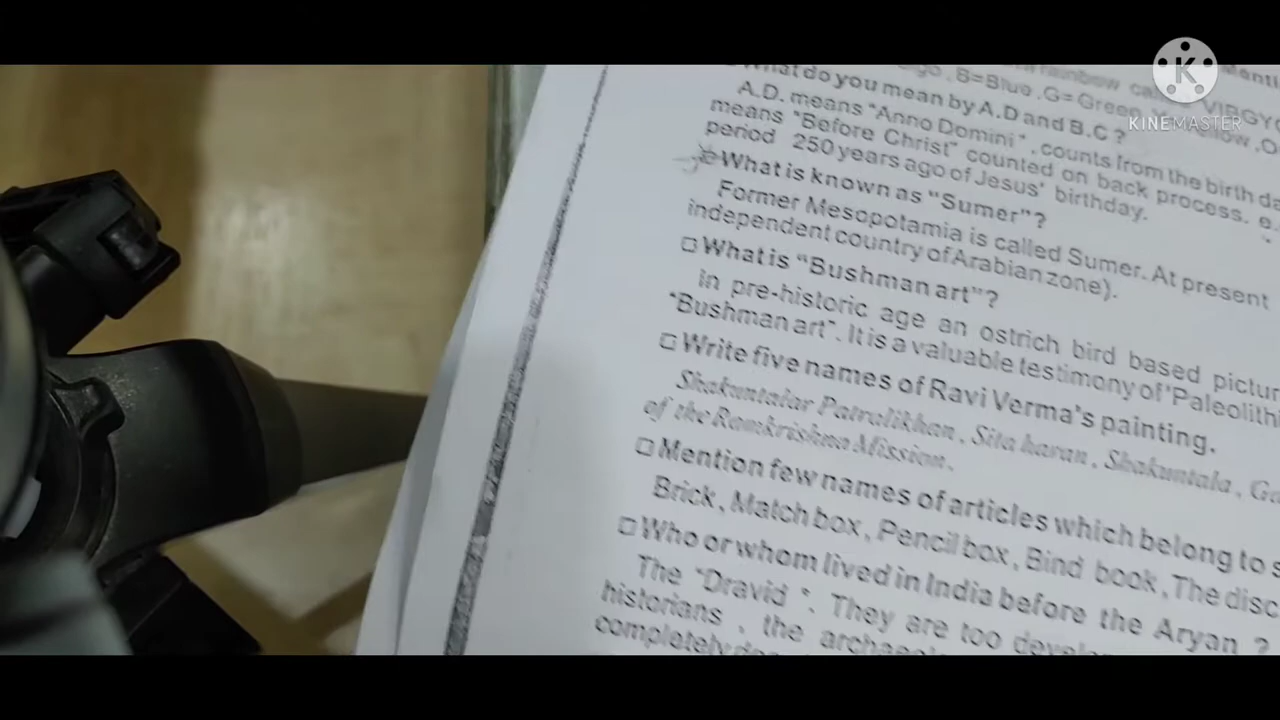 B=Blue, G=Green,
What do you mean by A.D and B.C ?
A.D. means "Anno Domini", counts from the birth
means "Before Christ" counted on back process. e.
period 250 years ago of Jesus' birthday.
What is known as "Sumer"?
Former Mesopotamia is called Sumer. At present
independent country of Arabian zone).
□ What is "Bushman art"?
In pre-historic age an ostrich bird based
"Bushman art". It is a valuable testimony of
□ Write five names of Ravi Verma's painting.
Shakuntalar Patralikhan, Sita haran, Shakuntala,
of the Ramkrishna Mission.
□ Mention few names of articles which belong to
Brick, Match box, Pencil box, Bind book, The disc
□ Who or whom lived in India before the Aryan ?
The "Dravid". They are too
historians, the
KINEMASTER